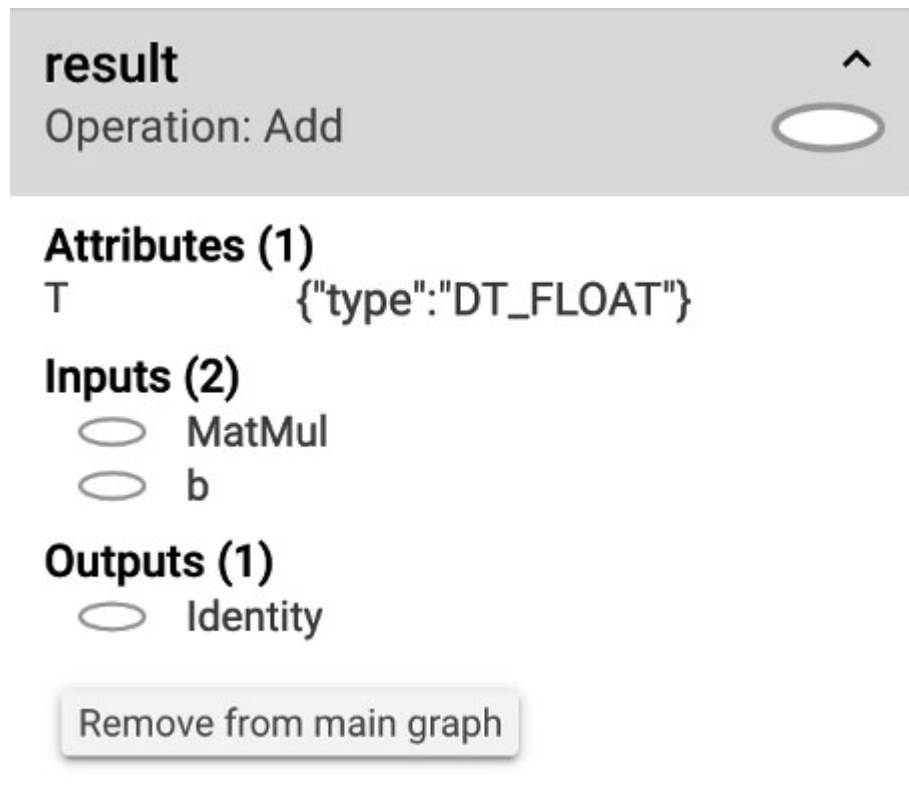 result
Operation: Add
Attributes (1)
T {"type":"DT_FLOAT"}
Inputs (2)
MatMul
b
Outputs (1)
Identity
Remove from main graph